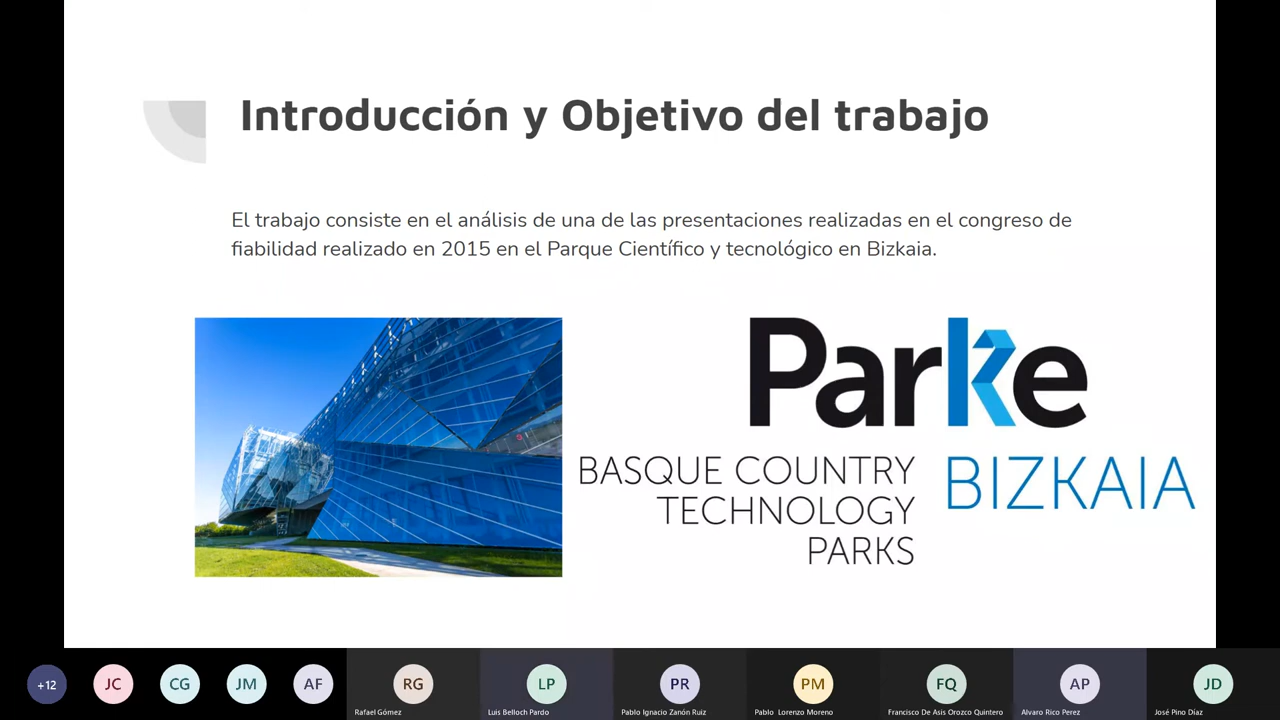 Introducción y Objetivo del trabajo
El trabajo consiste en el análisis de una de las presentaciones realizadas en el congreso de
fiabilidad realizado en 2015 en el Parque Científico y tecnológico en Bizkaia.
Parke
BASQUE COUNTRY
TECHNOLOGY
PARKS
BIZKAIA
+12
JC
CG
JM
AF
RG
LP
PR
PM
FQ
AP
JD
Rafael Gómez
Luis Belloch Pardo
Pablo Ignacio Zanón Ruiz
Pablo Lorenzo Moreno
Francisco De Asis Orozco Quintero
Alvaro Rico Perez
José Pino Díaz